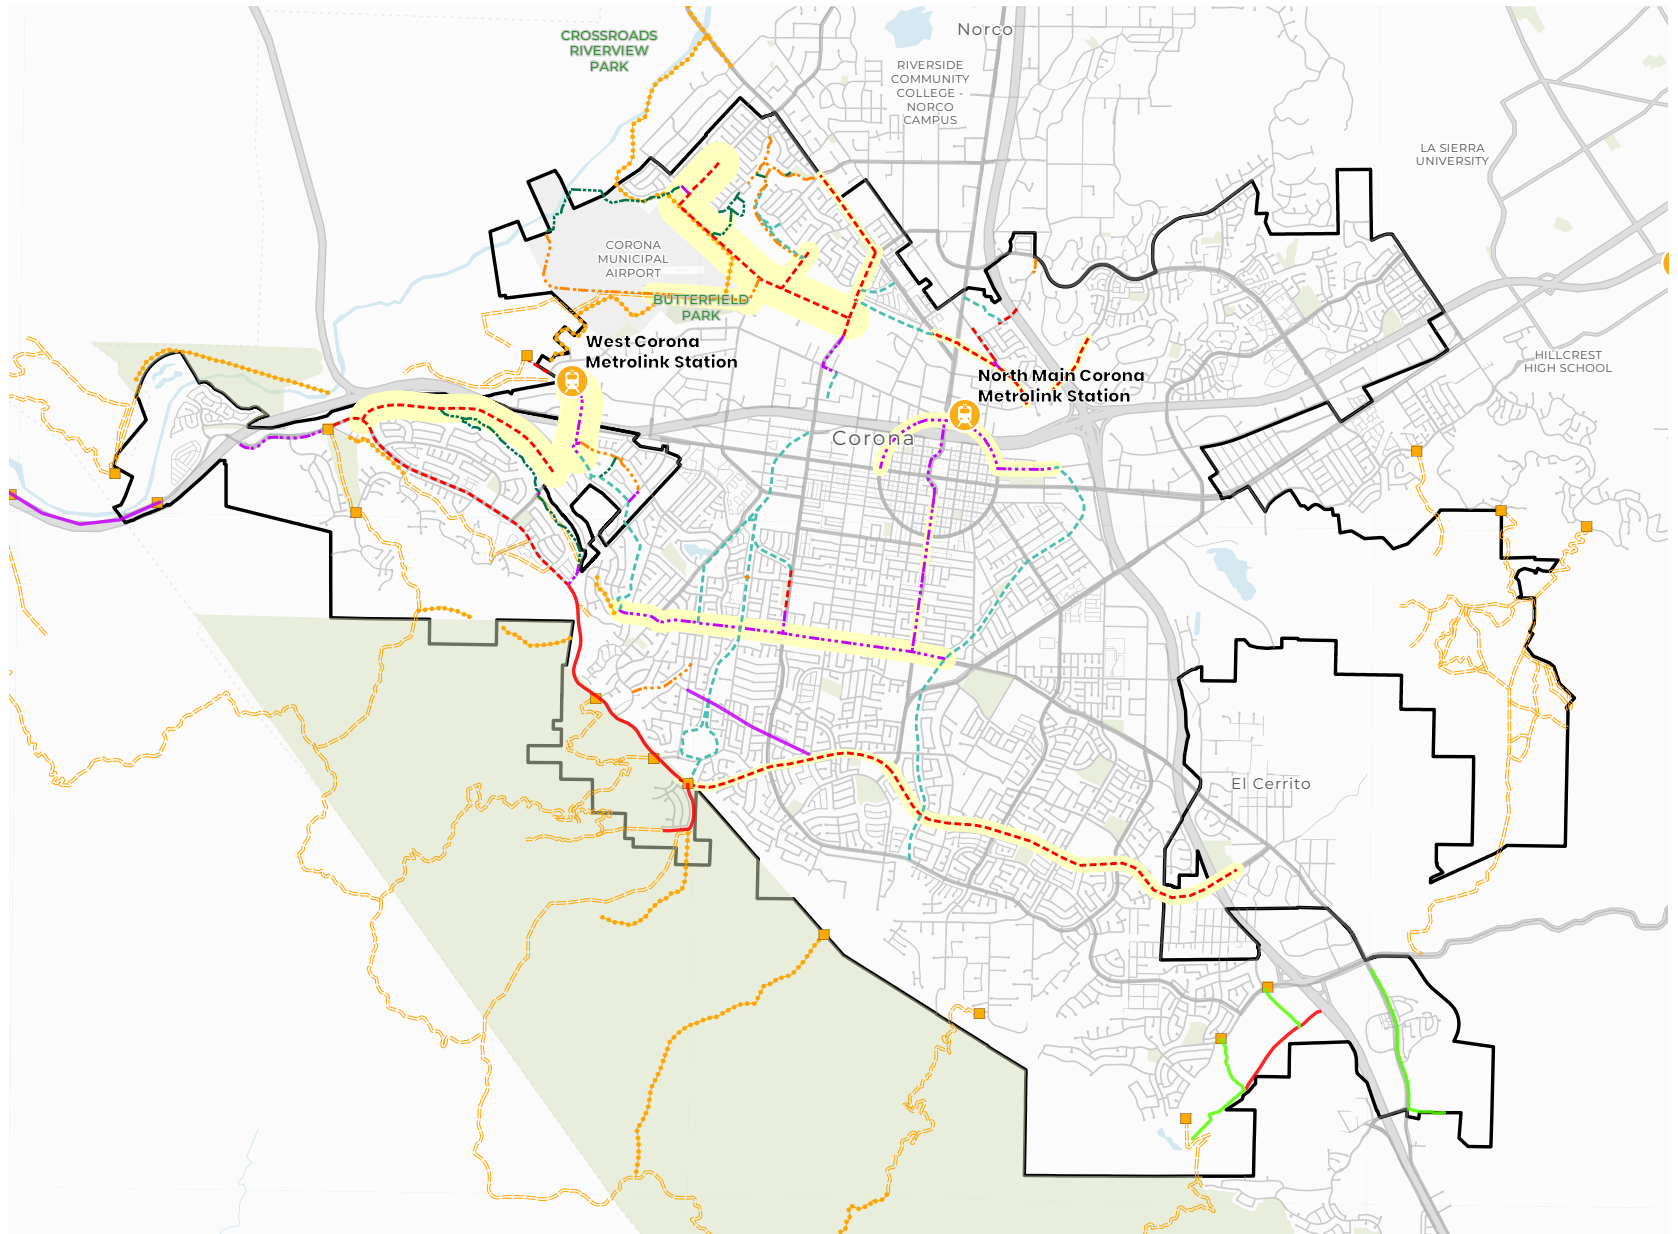 Norco
CROSSROADS
RIVERVIEW
PARK
RIVERSIDE
COMMUNITY
COLLEGE -
NORCO
CAMPUS
LA SIERRA
UNIVERSITY
CORONA
MUNICIPAL
AIRPORT
BUTTERFIELD
PARK
West Corona
Metrolink Station
HILLCREST
HIGH SCHOOL
North Main Corona
Metrolink Station
Corona
El Cerrito